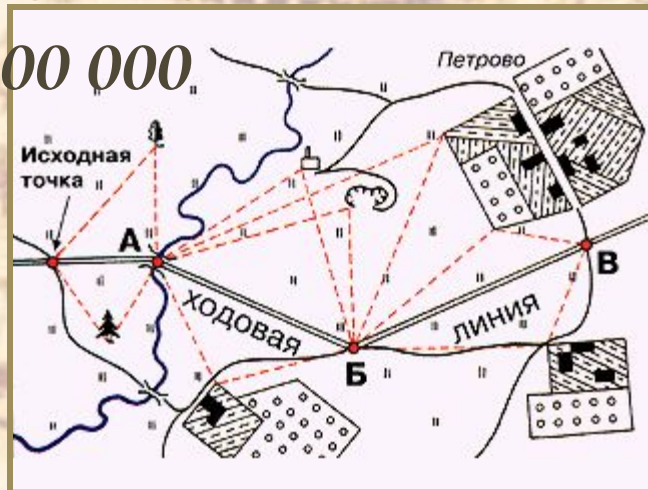 00 000
Петрово
Исходная
точка
А
В
ХОДОВАЯ
ЛИНИЯ
Б